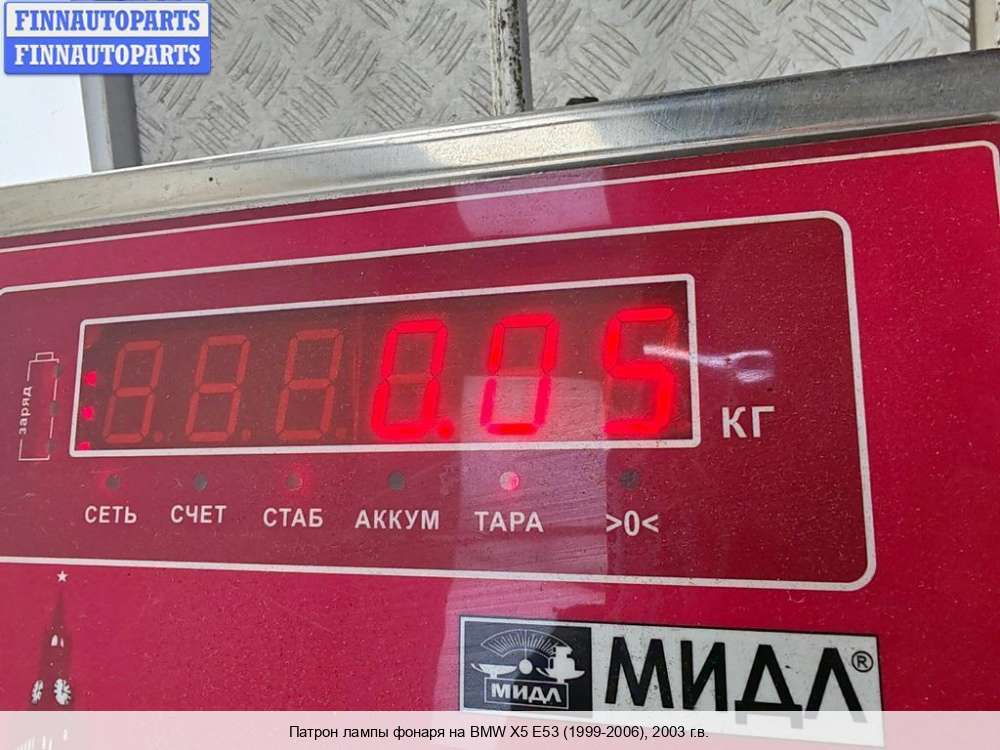 FINNAUTOPARTS
FINNAUTOPARTS
заряд
0.05 КГ
СЕТЬ СЧЕТ СТАБ АККУМ ТАРА >0<
МИДЛ МИДЛ®
Патрон лампы фонаря на BMW X5 E53 (1999-2006), 2003 г.в.